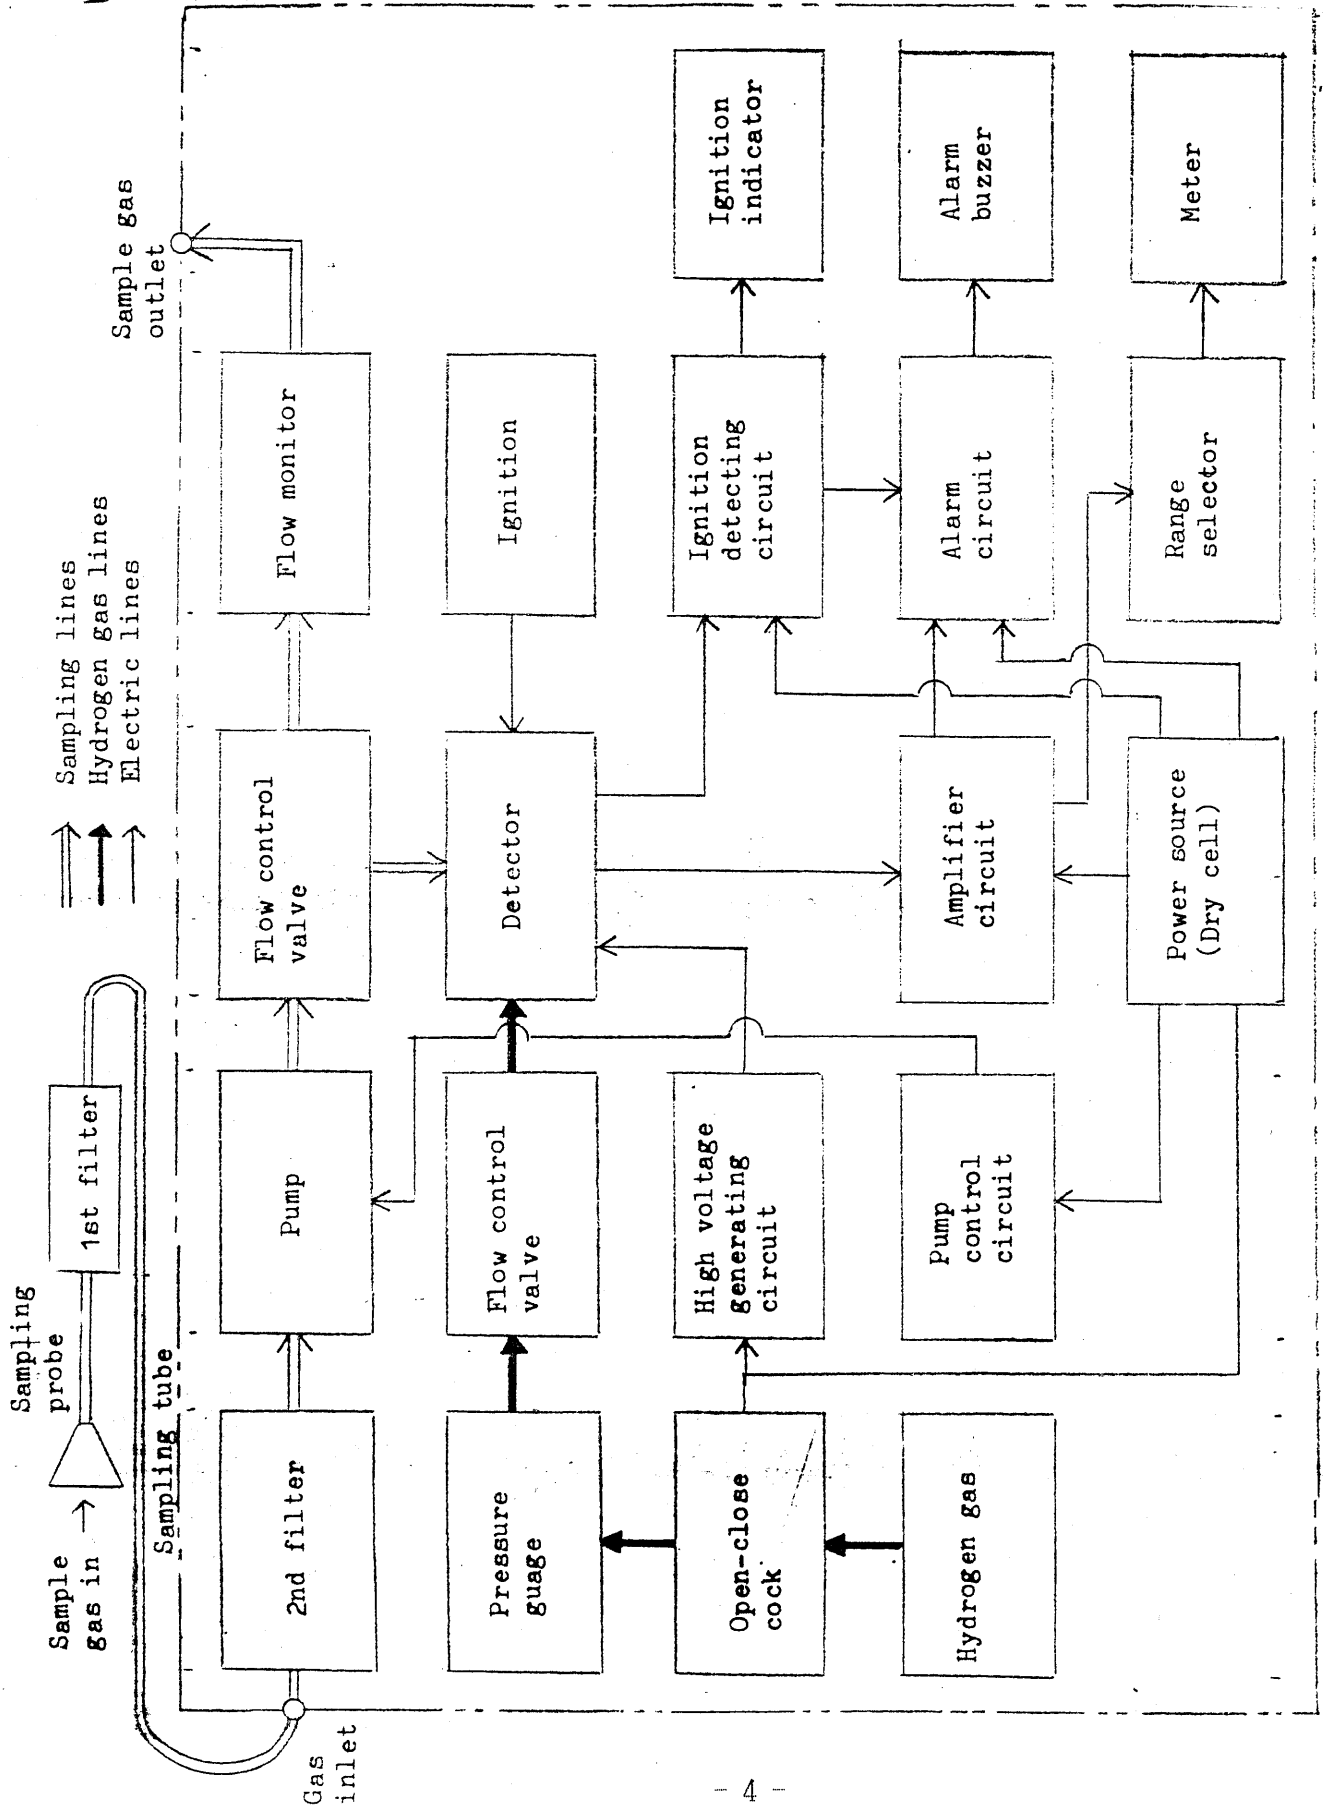 Sampling lines
Hydrogen gas lines
Electric lines
Sample
gas in
Sampling
probe
1st filter
Sampling tube
Sample gas
outlet
Gas
inlet
2nd filter
Pump
Flow control
valve
Flow monitor
Pressure
guage
Flow control
valve
Detector
Ignition
Open-close
cock
High voltage
generating
circuit
Ignition
detecting
circuit
Ignition
indicator
Hydrogen gas
Pump
control
circuit
Amplifier
circuit
Alarm
circuit
Alarm
buzzer
Power source
(Dry cell)
Range
selector
Meter
- 4 -